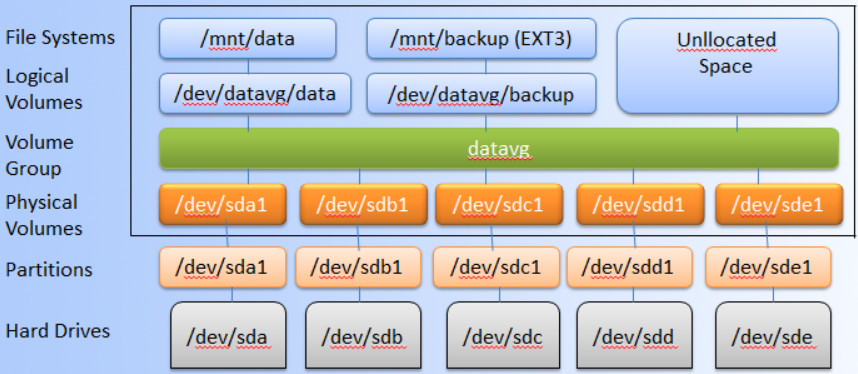 File Systems
/mnt/data
/mnt/backup (EXT3)
Unllocated
Space
Logical
Volumes
/dev/datavg/data
/dev/datavg/backup
Volume
Group
datavg
Physical
Volumes
/dev/sda1
/dev/sdb1
/dev/sdc1
/dev/sdd1
/dev/sde1
Partitions
/dev/sda1
/dev/sdb1
/dev/sdc1
/dev/sdd1
/dev/sde1
Hard Drives
/dev/sda
/dev/sdb
/dev/sdc
/dev/sdd
/dev/sde